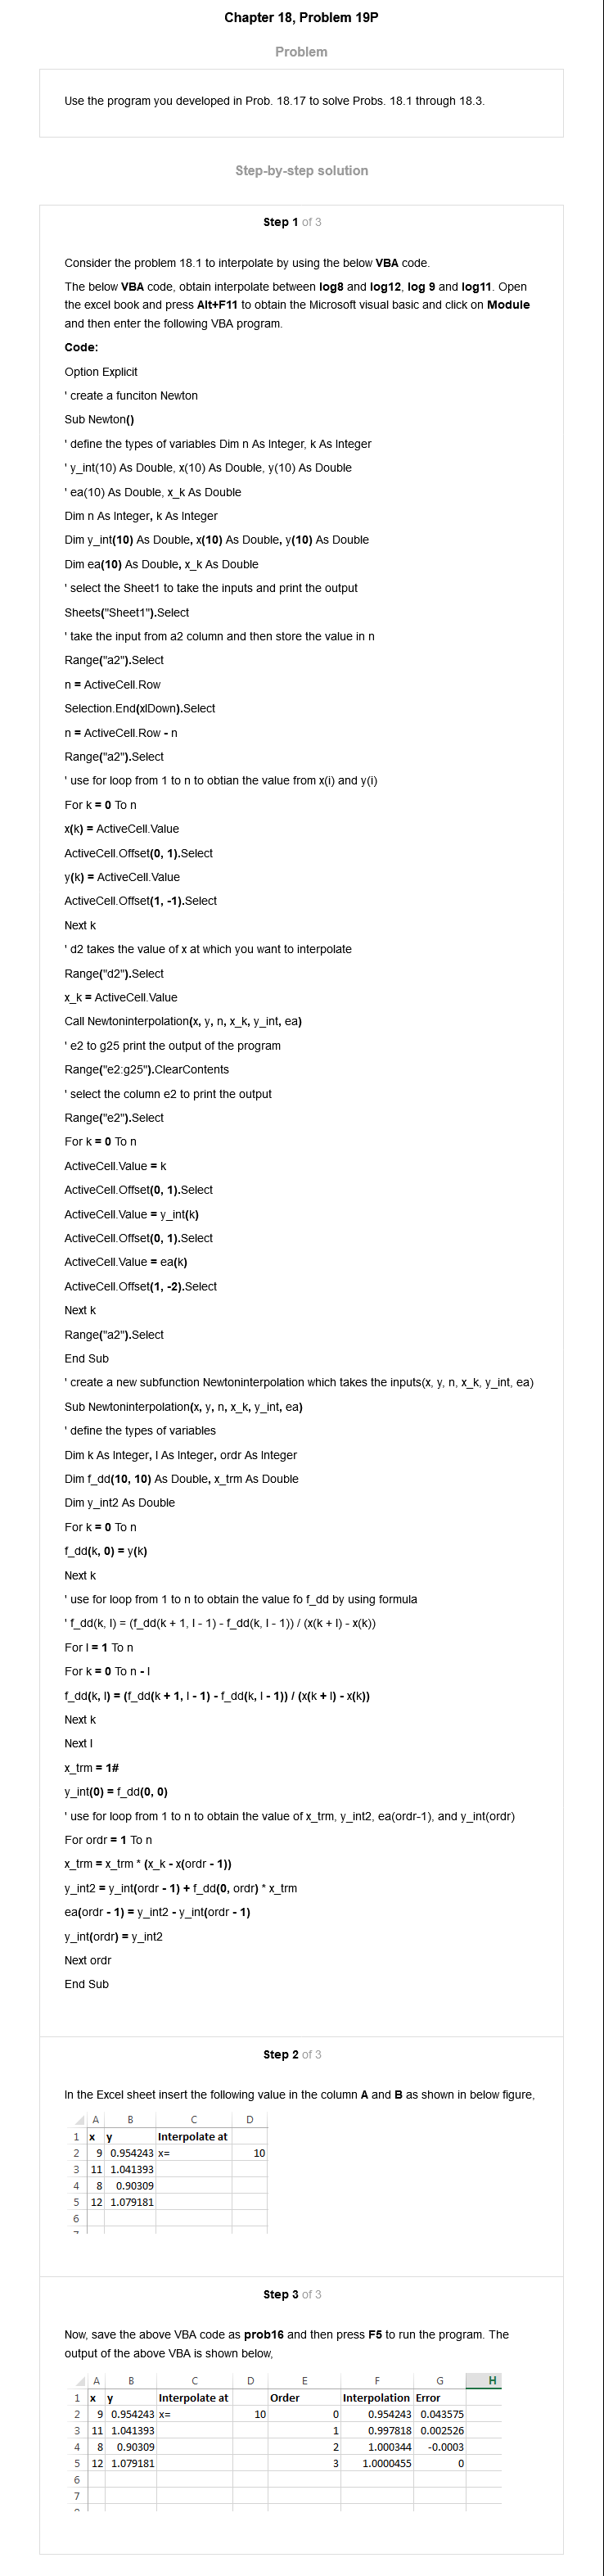 Chapter 18, Problem 19P
Problem
Use the program you developed in Prob. 18.17 to solve Probs. 18.1 through 18.3.
Step-by-step solution
Step 1 of 3
Consider the problem 18.1 to interpolate by using the below VBA code.
The below VBA code, obtain interpolate between log8 and log12, log 9 and log11. Open
the excel book and press Alt+F11 to obtain the Microsoft visual basic and click on Module
and then enter the following VBA program.
Code:
Option Explicit
' create a funciton Newton
Sub Newton()
' define the types of variables Dim n As Integer, k As Integer
' y_int(10) As Double, x(10) As Double, y(10) As Double
' ea(10) As Double, x_k As Double
Dim n As Integer, k As Integer
Dim y_int(10) As Double, x(10) As Double, y(10) As Double
Dim ea(10) As Double, x_k As Double
' select the Sheet1 to take the inputs and print the output
Sheets("Sheet1").Select
' take the input from a2 column and then store the value in n
Range("a2").Select
n = ActiveCell.Row
Selection.End(xlDown).Select
n = ActiveCell.Row - n
Range("a2").Select
' use for loop from 1 to n to obtian the value from x(i) and y(i)
For k = 0 To n
x(k) = ActiveCell.Value
ActiveCell.Offset(0, 1).Select
y(k) = ActiveCell.Value
ActiveCell.Offset(1, -1).Select
Next k
' d2 takes the value of x at which you want to interpolate
Range("d2").Select
x_k = ActiveCell.Value
Call Newtoninterpolation(x, y, n, x_k, y_int, ea)
' e2 to g25 print the output of the program
Range("e2:g25").ClearContents
' select the column e2 to print the output
Range("e2").Select
For k = 0 To n
ActiveCell.Value = k
ActiveCell.Offset(0, 1).Select
ActiveCell.Value = y_int(k)
ActiveCell.Offset(0, 1).Select
ActiveCell.Value = ea(k)
ActiveCell.Offset(1, -2).Select
Next k
Range("a2").Select
End Sub
' create a new subfunction Newtoninterpolation which takes the inputs(x, y, n, x_k, y_int, ea)
Sub Newtoninterpolation(x, y, n, x_k, y_int, ea)
' define the types of variables
Dim k As Integer, l As Integer, ordr As Integer
Dim f_dd(10, 10) As Double, x_trm As Double
Dim y_int2 As Double
For k = 0 To n
f_dd(k, 0) = y(k)
Next k
' use for loop from 1 to n to obtain the value fo f_dd by using formula
' f_dd(k, l) = (f_dd(k + 1, l - 1) - f_dd(k, l - 1)) / (x(k + l) - x(k))
For l = 1 To n
For k = 0 To n - l
f_dd(k, l) = (f_dd(k + 1, l - 1) - f_dd(k, l - 1)) / (x(k + l) - x(k))
Next k
Next l
x_trm = 1#
y_int(0) = f_dd(0, 0)
' use for loop from 1 to n to obtain the value of x_trm, y_int2, ea(ordr-1), and y_int(ordr)
For ordr = 1 To n
x_trm = x_trm * (x_k - x(ordr - 1))
y_int2 = y_int(ordr - 1) + f_dd(0, ordr) * x_trm
ea(ordr - 1) = y_int2 - y_int(ordr - 1)
y_int(ordr) = y_int2
Next ordr
End Sub
Step 2 of 3
In the Excel sheet insert the following value in the column A and B as shown in below figure,
A B C D
1 x y Interpolate at
2 9 0.954243 x= 10
3 11 1.041393
4 8 0.90309
5 12 1.079181
6
Step 3 of 3
Now, save the above VBA code as prob16 and then press F5 to run the program. The
output of the above VBA is shown below,
A B C D E F G H
1 x y Interpolate at Order Interpolation Error
2 9 0.954243 x= 10 0 0.954243 0.043575
3 11 1.041393 1 0.997818 0.002526
4 8 0.90309 2 1.000344 -0.0003
5 12 1.079181 3 1.0000455 0
6
7